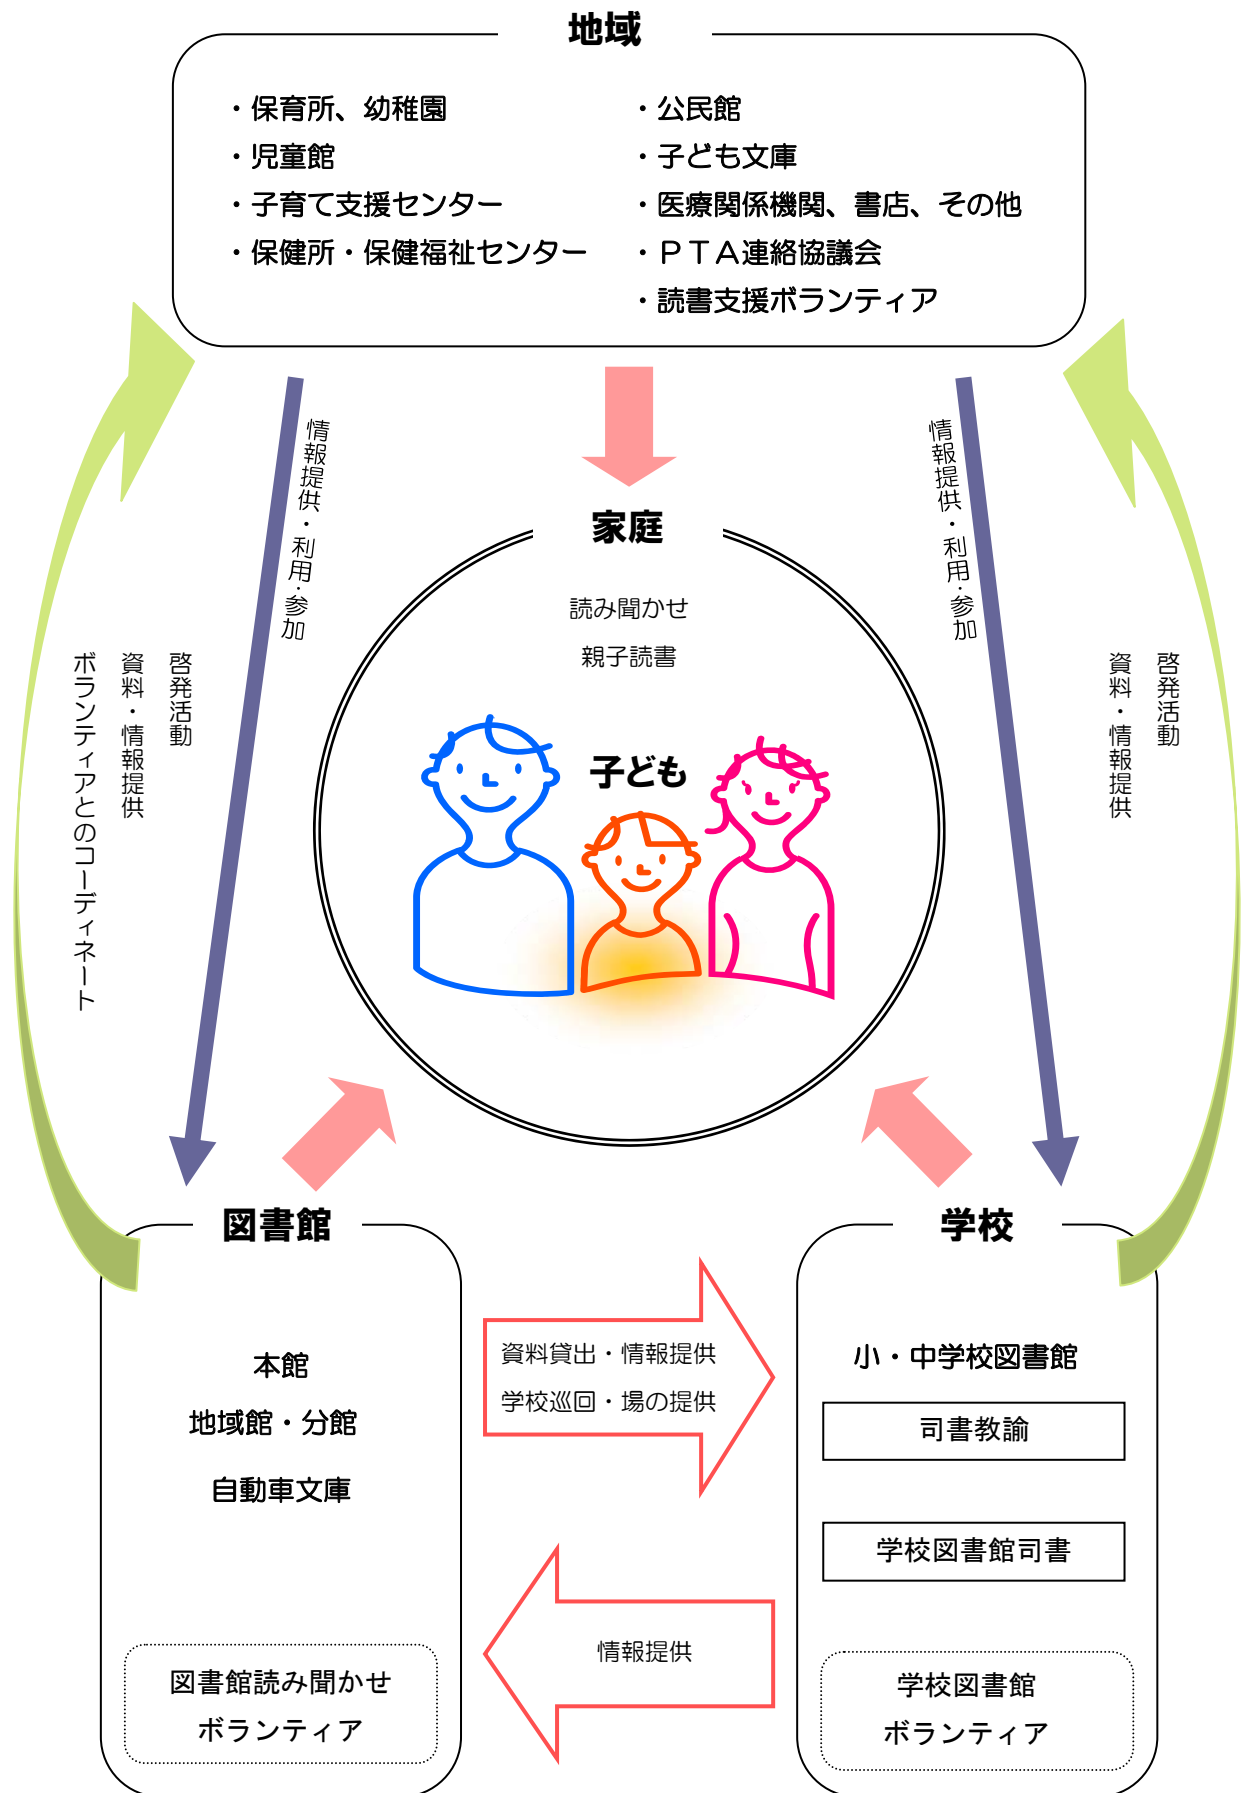 地域
・保育所、幼稚園
・児童館
・子育て支援センター
・保健所・保健福祉センター
・公民館
・子ども文庫
・医療関係機関、書店、その他
・ＰＴＡ連絡協議会
・読書支援ボランティア
情報提供・利用・参加
情報提供・利用・参加
家庭
読み聞かせ
親子読書
子ども
啓発活動
資料・情報提供
ボランティアとのコーディネート
啓発活動
資料・情報提供
図書館
本館
地域館・分館
自動車文庫
図書館読み聞かせ
ボランティア
資料貸出・情報提供
学校巡回・場の提供
情報提供
学校
小・中学校図書館
司書教諭
学校図書館司書
学校図書館
ボランティア